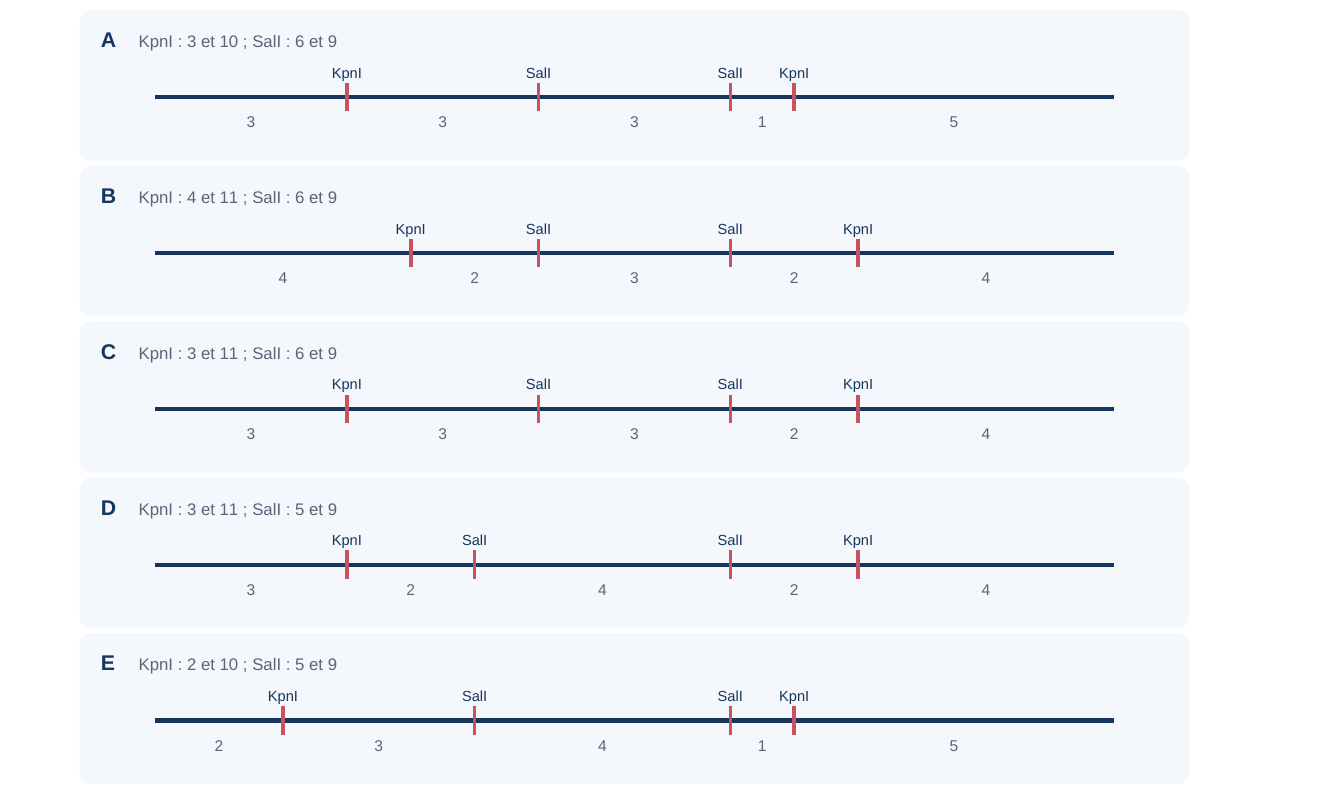 A KpnI : 3 et 10 ; SalI : 6 et 9
KpnI SalI SalI KpnI
3 3 3 1 5
B KpnI : 4 et 11 ; SalI : 6 et 9
KpnI SalI SalI KpnI
4 2 3 2 4
C KpnI : 3 et 11 ; SalI : 6 et 9
KpnI SalI SalI KpnI
3 3 3 2 4
D KpnI : 3 et 11 ; SalI : 5 et 9
KpnI SalI SalI KpnI
3 2 4 2 4
E KpnI : 2 et 10 ; SalI : 5 et 9
KpnI SalI SalI KpnI
2 3 4 1 5